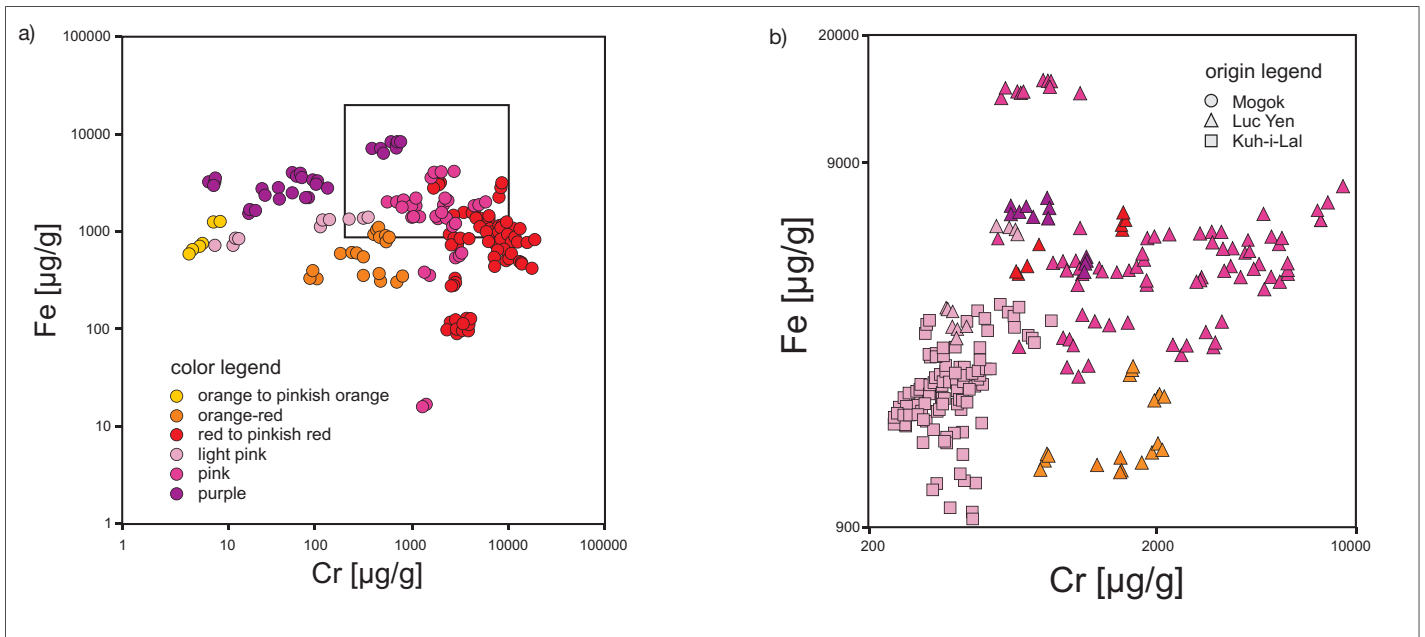 a)
100000
10000
1000
100
10
1
Fe [µg/g]
color legend
orange to pinkish orange
orange-red
red to pinkish red
light pink
pink
purple
1 10 100 1000 10000 100000
Cr [µg/g]
b)
20000
9000
900
Fe [µg/g]
origin legend
Mogok
Luc Yen
Kuh-i-Lal
200 2000 10000
Cr [µg/g]